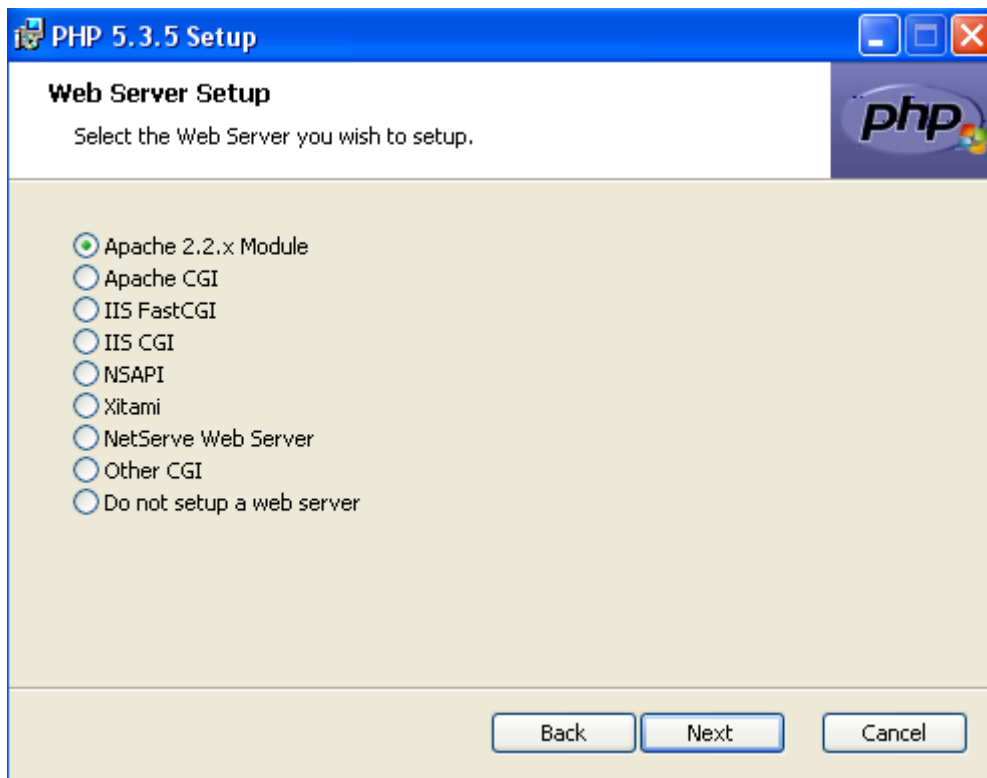 PHP 5.3.5 Setup
Web Server Setup
Select the Web Server you wish to setup.
php
Apache 2.2.x Module
Apache CGI
IIS FastCGI
IIS CGI
NSAPI
Xitami
NetServe Web Server
Other CGI
Do not setup a web server
Back Next Cancel